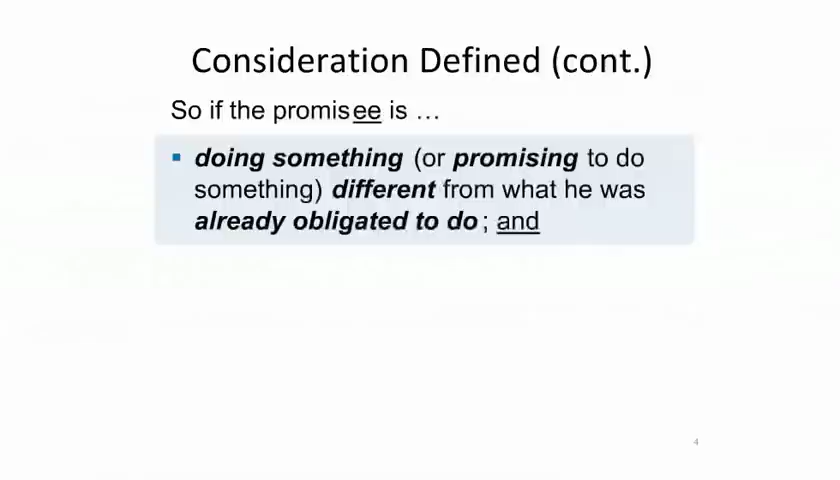 Consideration Defined (cont.)
So if the promisee is …
▪ doing something (or promising to do
something) different from what he was
already obligated to do ; and
4